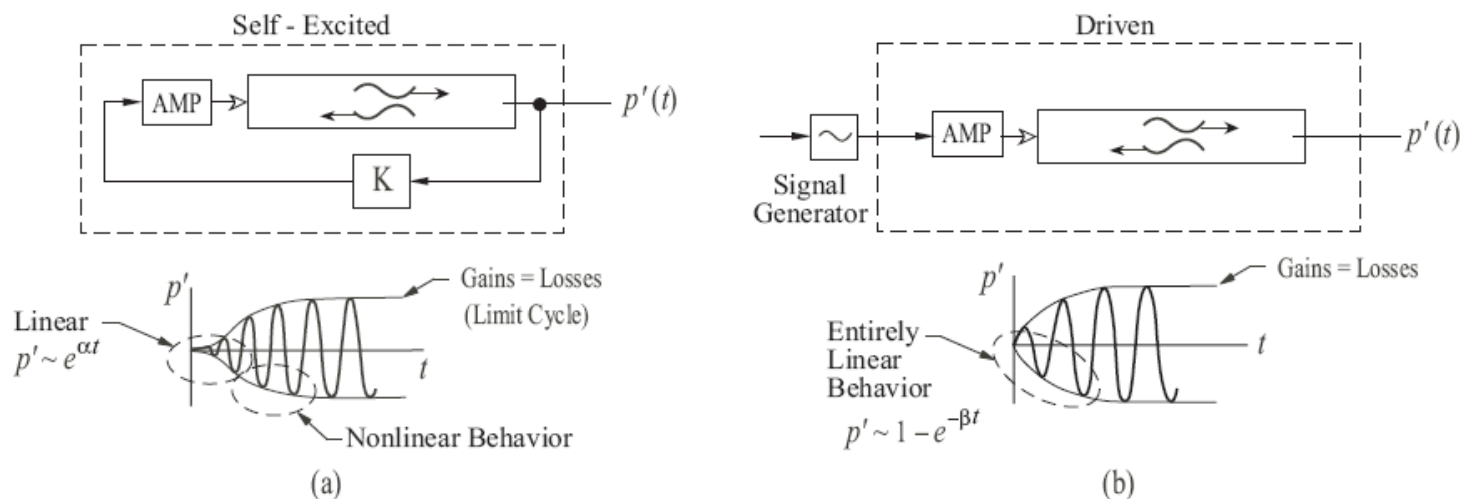 Self - Excited
AMP
p′(t)
K
p′
Gains = Losses
(Limit Cycle)
Linear
p′ ~ e^αt
t
Nonlinear Behavior
(a)
Driven
AMP
p′(t)
Signal
Generator
p′
Gains = Losses
Entirely
Linear
Behavior
t
p′ ~ 1 – e^–βt
(b)